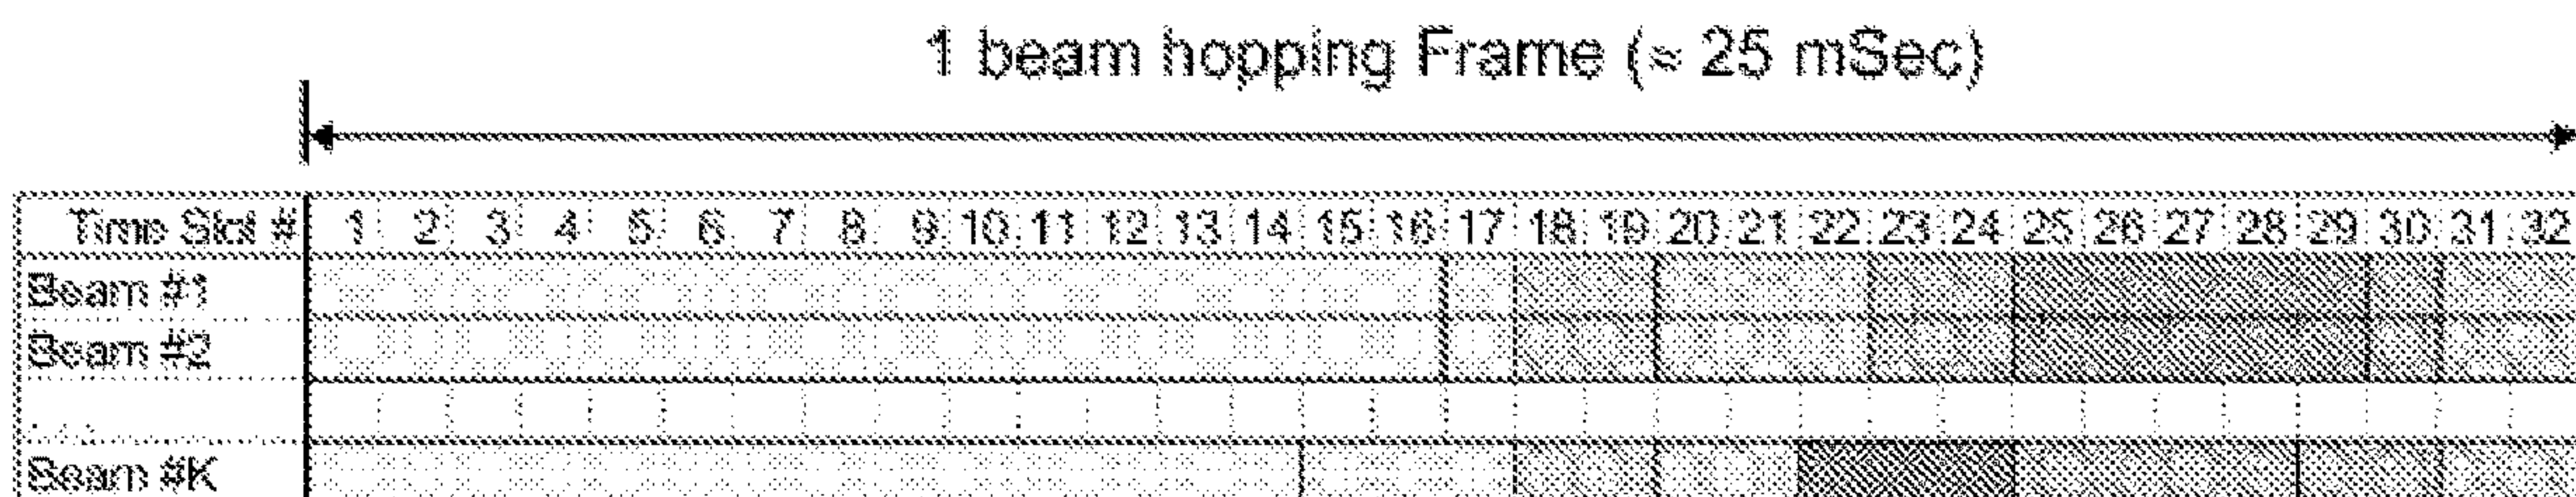 1 beam hopping Frame (≈ 25 mSec)
Time Slot # 1 2 3 4 5 6 7 8 9 10 11 12 13 14 15 16 17 18 19 20 21 22 23 24 25 26 27 28 29 30 31 32
Beam #1
Beam #2
...
Beam #K